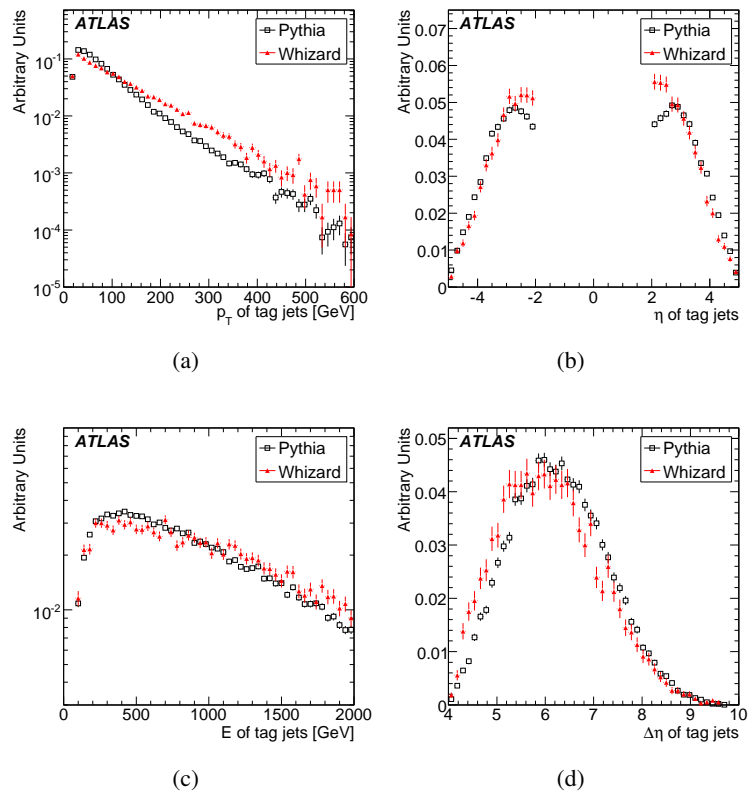 ATLAS
Pythia
Whizard
Arbitrary Units
10⁻¹
10⁻²
10⁻³
10⁻⁴
10⁻⁵
0 100 200 300 400 500 600
p_T of tag jets [GeV]
(a)
ATLAS
Pythia
Whizard
Arbitrary Units
0.07
0.06
0.05
0.04
0.03
0.02
0.01
0
-4 -2 0 2 4
η of tag jets
(b)
ATLAS
Pythia
Whizard
Arbitrary Units
10⁻²
0 500 1000 1500 2000
E of tag jets [GeV]
(c)
ATLAS
Pythia
Whizard
Arbitrary Units
0.05
0.04
0.03
0.02
0.01
0
4 5 6 7 8 9 10
Δη of tag jets
(d)